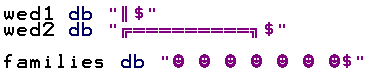 wed1 db "║$"
wed2 db "╔═════════╗$"
families db "☻ ☻ ☻ ☻ ☻ ☻ ☻$"